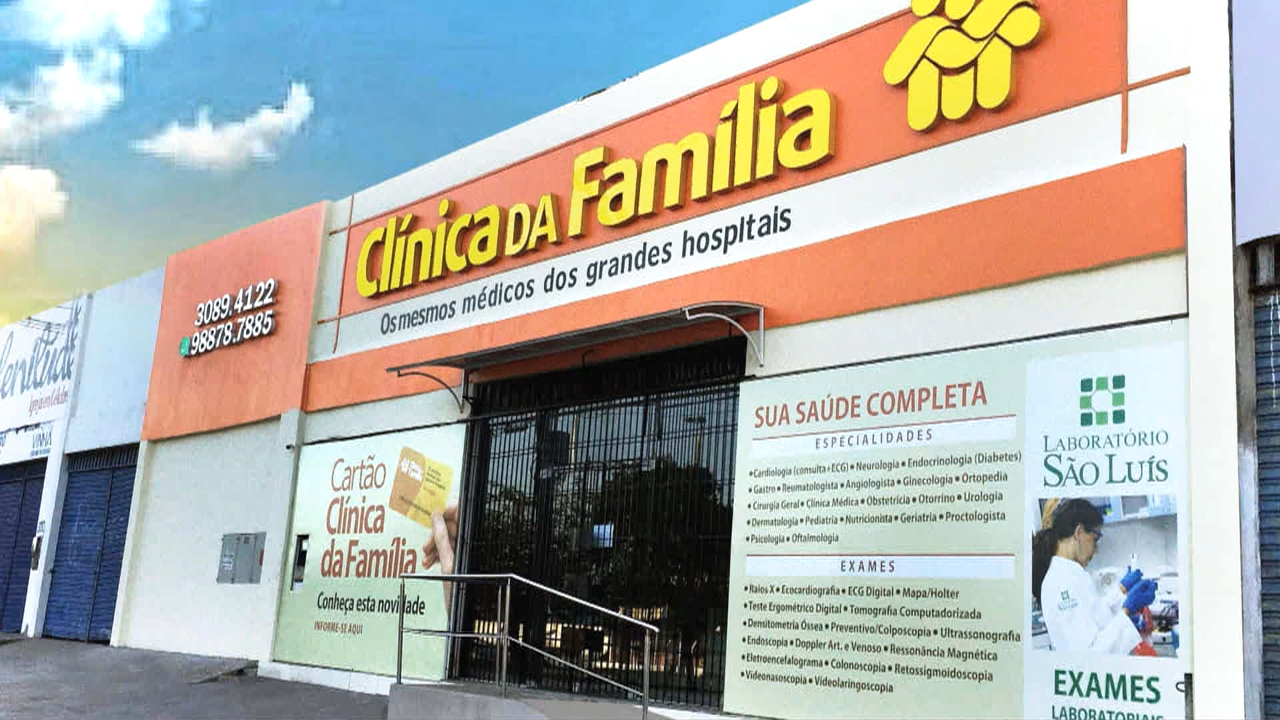 Clínica DA Família
Os mesmos médicos dos grandes hospItais
3089.4122
98878.7885
Cartão
Clínica
da Família
Conheça esta novidade
INFORME-SE AQUI
SUA SAÚDE COMPLETA
ESPECIALIDADES
•Cardiologia (consulta+ECG) • Neurologia • Endocrinologia (Diabetes)
• Gastro • Reumatologista • Angiologista • Ginecologia • Ortopedia
• Cirurgia Geral • Clínica Médica • Obstetrícia • Otorrino • Urologia
• Dermatologia • Pediatria • Nutricionista • Geriatria • Proctologista
• Psicologia • Oftalmologia
EXAMES
• Raios X • Ecocardiografia • ECG Digital • Mapa/Holter
• Teste Ergométrico Digital • Tomografia Computadorizada
• Densitometria Óssea • Preventivo/Colposcopia • Ultrassonografia
• Endoscopia • Doppler Art. e Venoso • Ressonância Magnética
• Eletroencefalograma • Colonoscopia • Retossigmoidoscopia
• Videonasoscopia • Videolaringoscopia
LABORATÓRIO
SÃO LUÍS
EXAMES
LABORATORIAIS